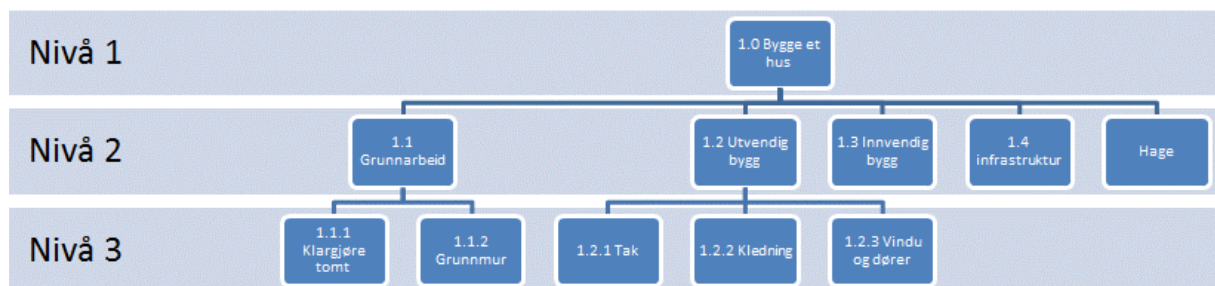 Nivå 1
1.0 Bygge et
hus
Nivå 2
1.1
Grunnarbeid
1.2 Utvendig
bygg
1.3 Innvendig
bygg
1.4
infrastruktur
Hage
Nivå 3
1.1.1
Klargjøre
tomt
1.1.2
Grunnmur
1.2.1 Tak
1.2.2 Kledning
1.2.3 Vindu
og dører